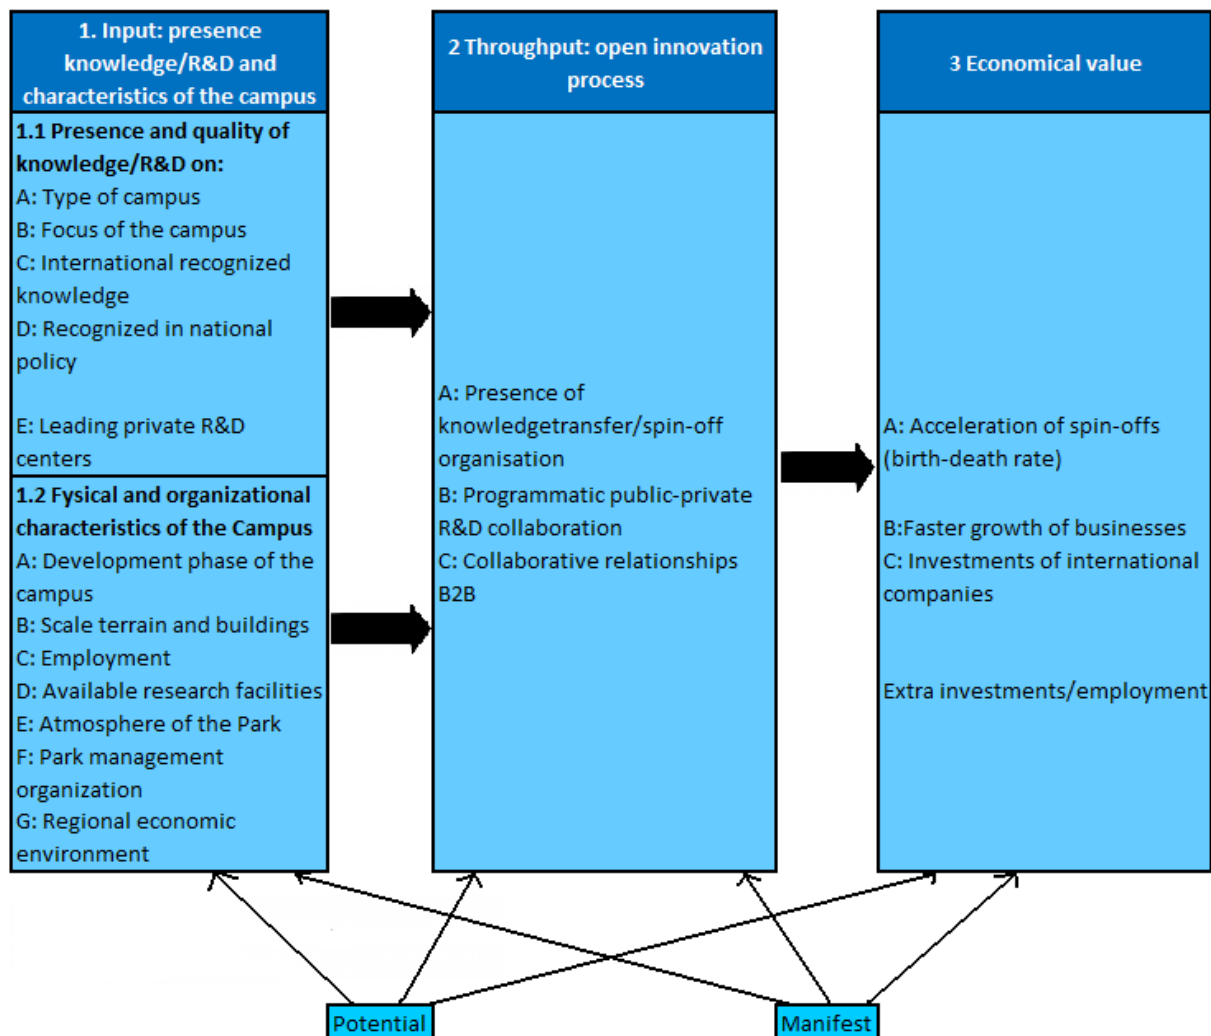 1. Input: presence
knowledge/R&D and
characteristics of the campus
1.1 Presence and quality of
knowledge/R&D on:
A: Type of campus
B: Focus of the campus
C: International recognized
knowledge
D: Recognized in national
policy
E: Leading private R&D
centers
1.2 Fysical and organizational
characteristics of the Campus
A: Development phase of the
campus
B: Scale terrain and buildings
C: Employment
D: Available research facilities
E: Atmosphere of the Park
F: Park management
organization
G: Regional economic
environment
2 Throughput: open innovation
process
A: Presence of
knowledgetransfer/spin-off
organisation
B: Programmatic public-private
R&D collaboration
C: Collaborative relationships
B2B
3 Economical value
A: Acceleration of spin-offs
(birth-death rate)
B:Faster growth of businesses
C: Investments of international
companies
Extra investments/employment
Potential
Manifest